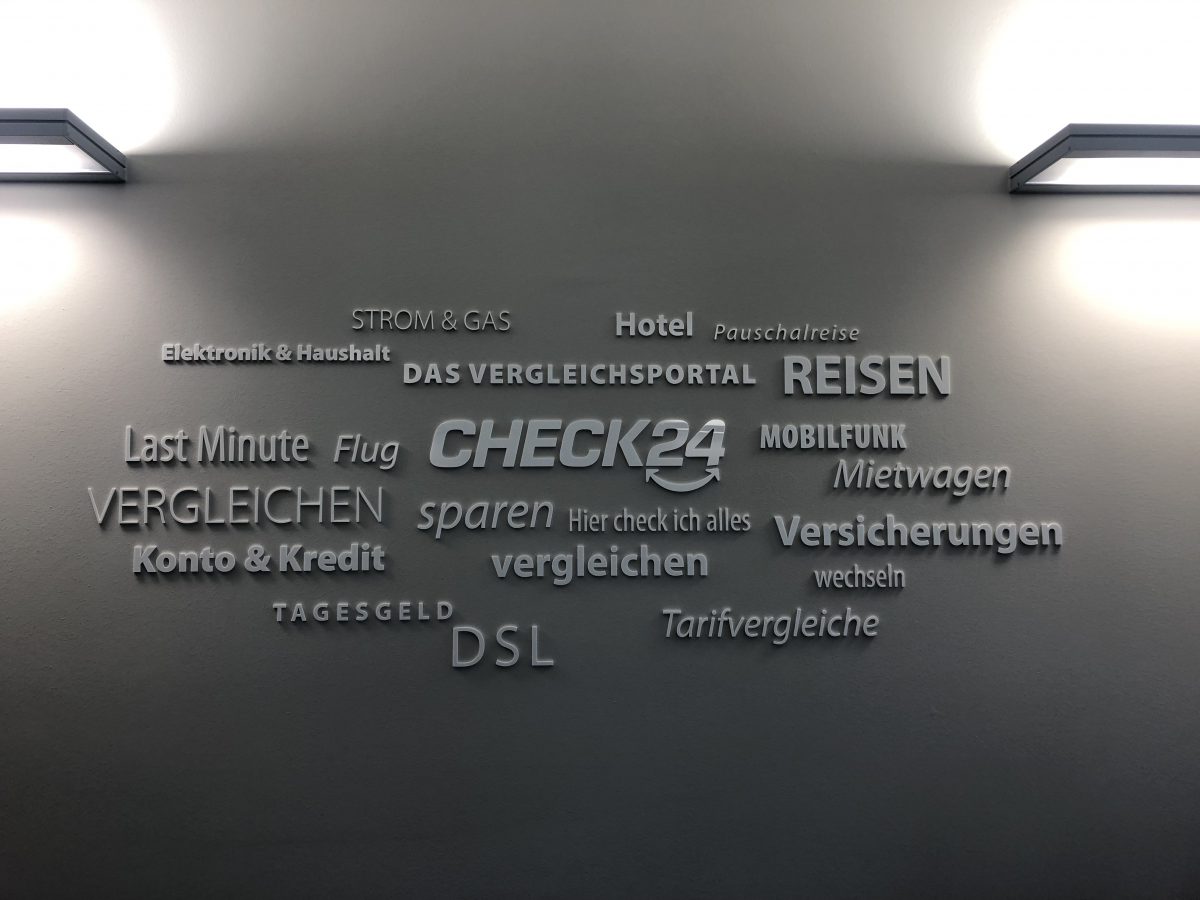 STROM & GAS
Hotel
Pauschalreise
Elektronik & Haushalt
DAS VERGLEICHSPORTAL
REISEN
Last Minute
Flug
CHECK24
MOBILFUNK
Mietwagen
VERGLEICHEN
sparen
Hier check ich alles
Versicherungen
Konto & Kredit
vergleichen
wechseln
TAGESGELD
Tarifvergleiche
DSL